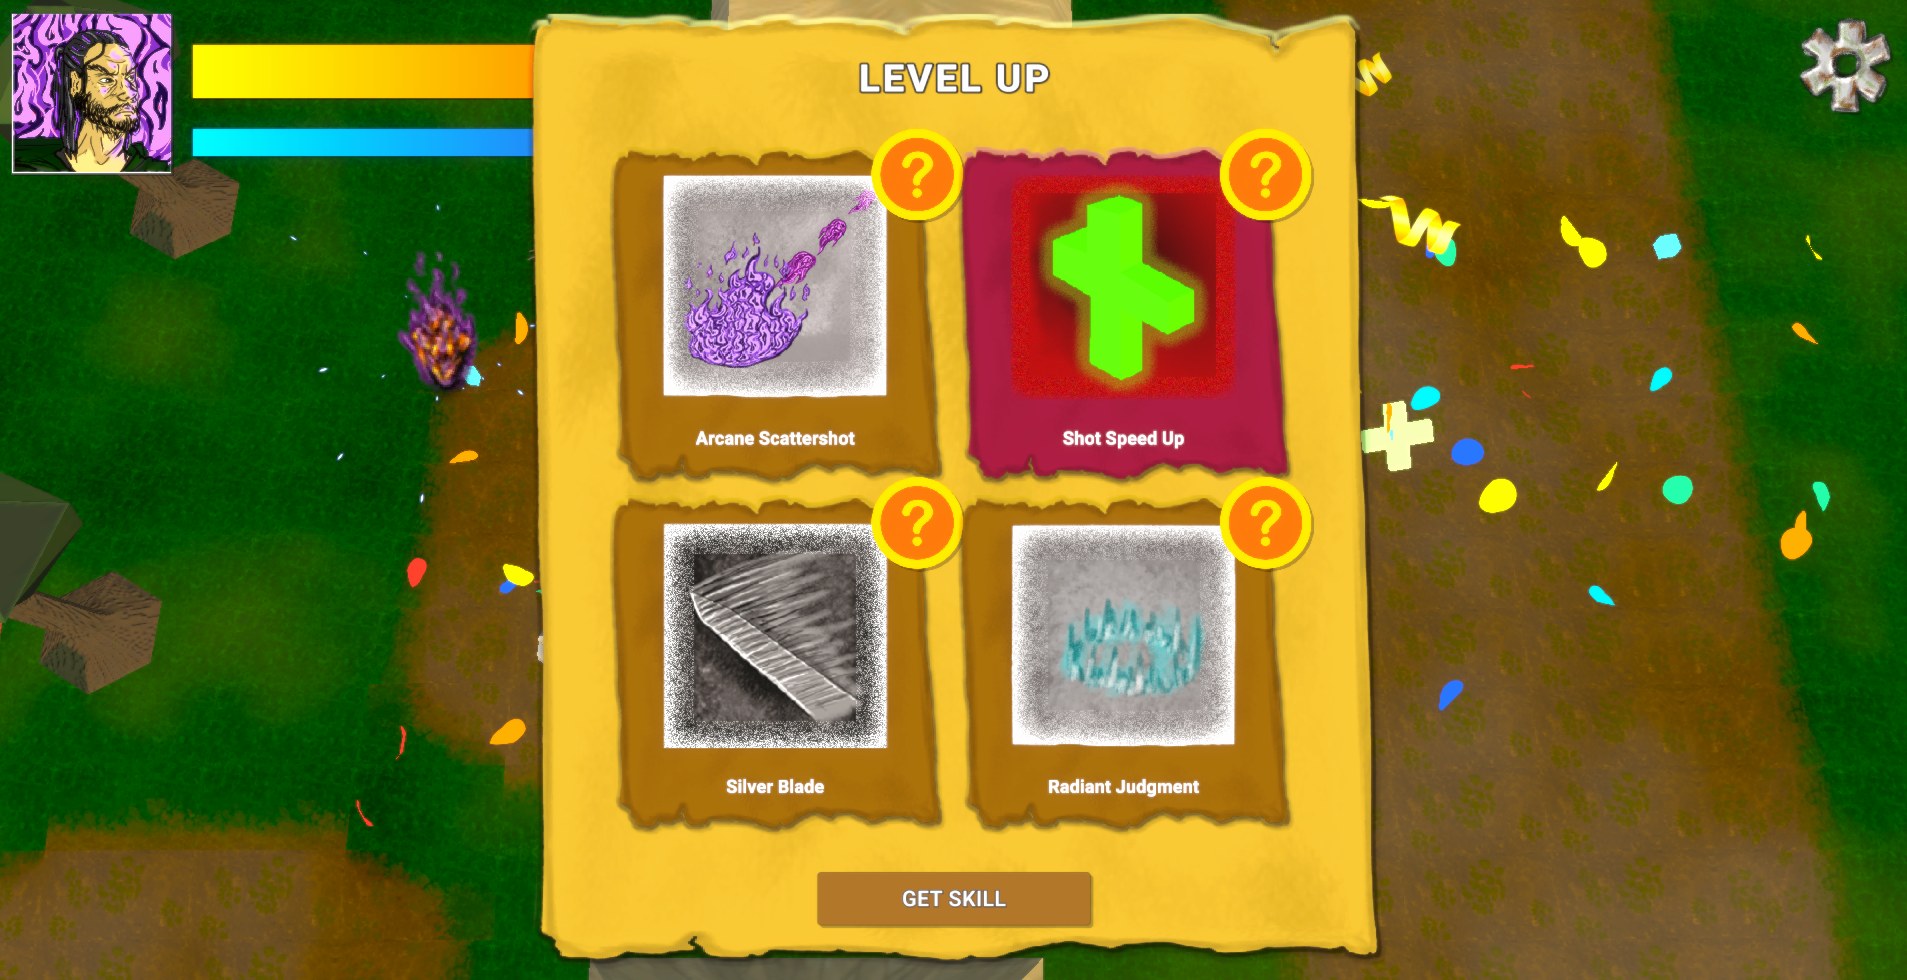 LEVEL UP
?
?
Arcane Scattershot
Shot Speed Up
?
?
Silver Blade
Radiant Judgment
GET SKILL